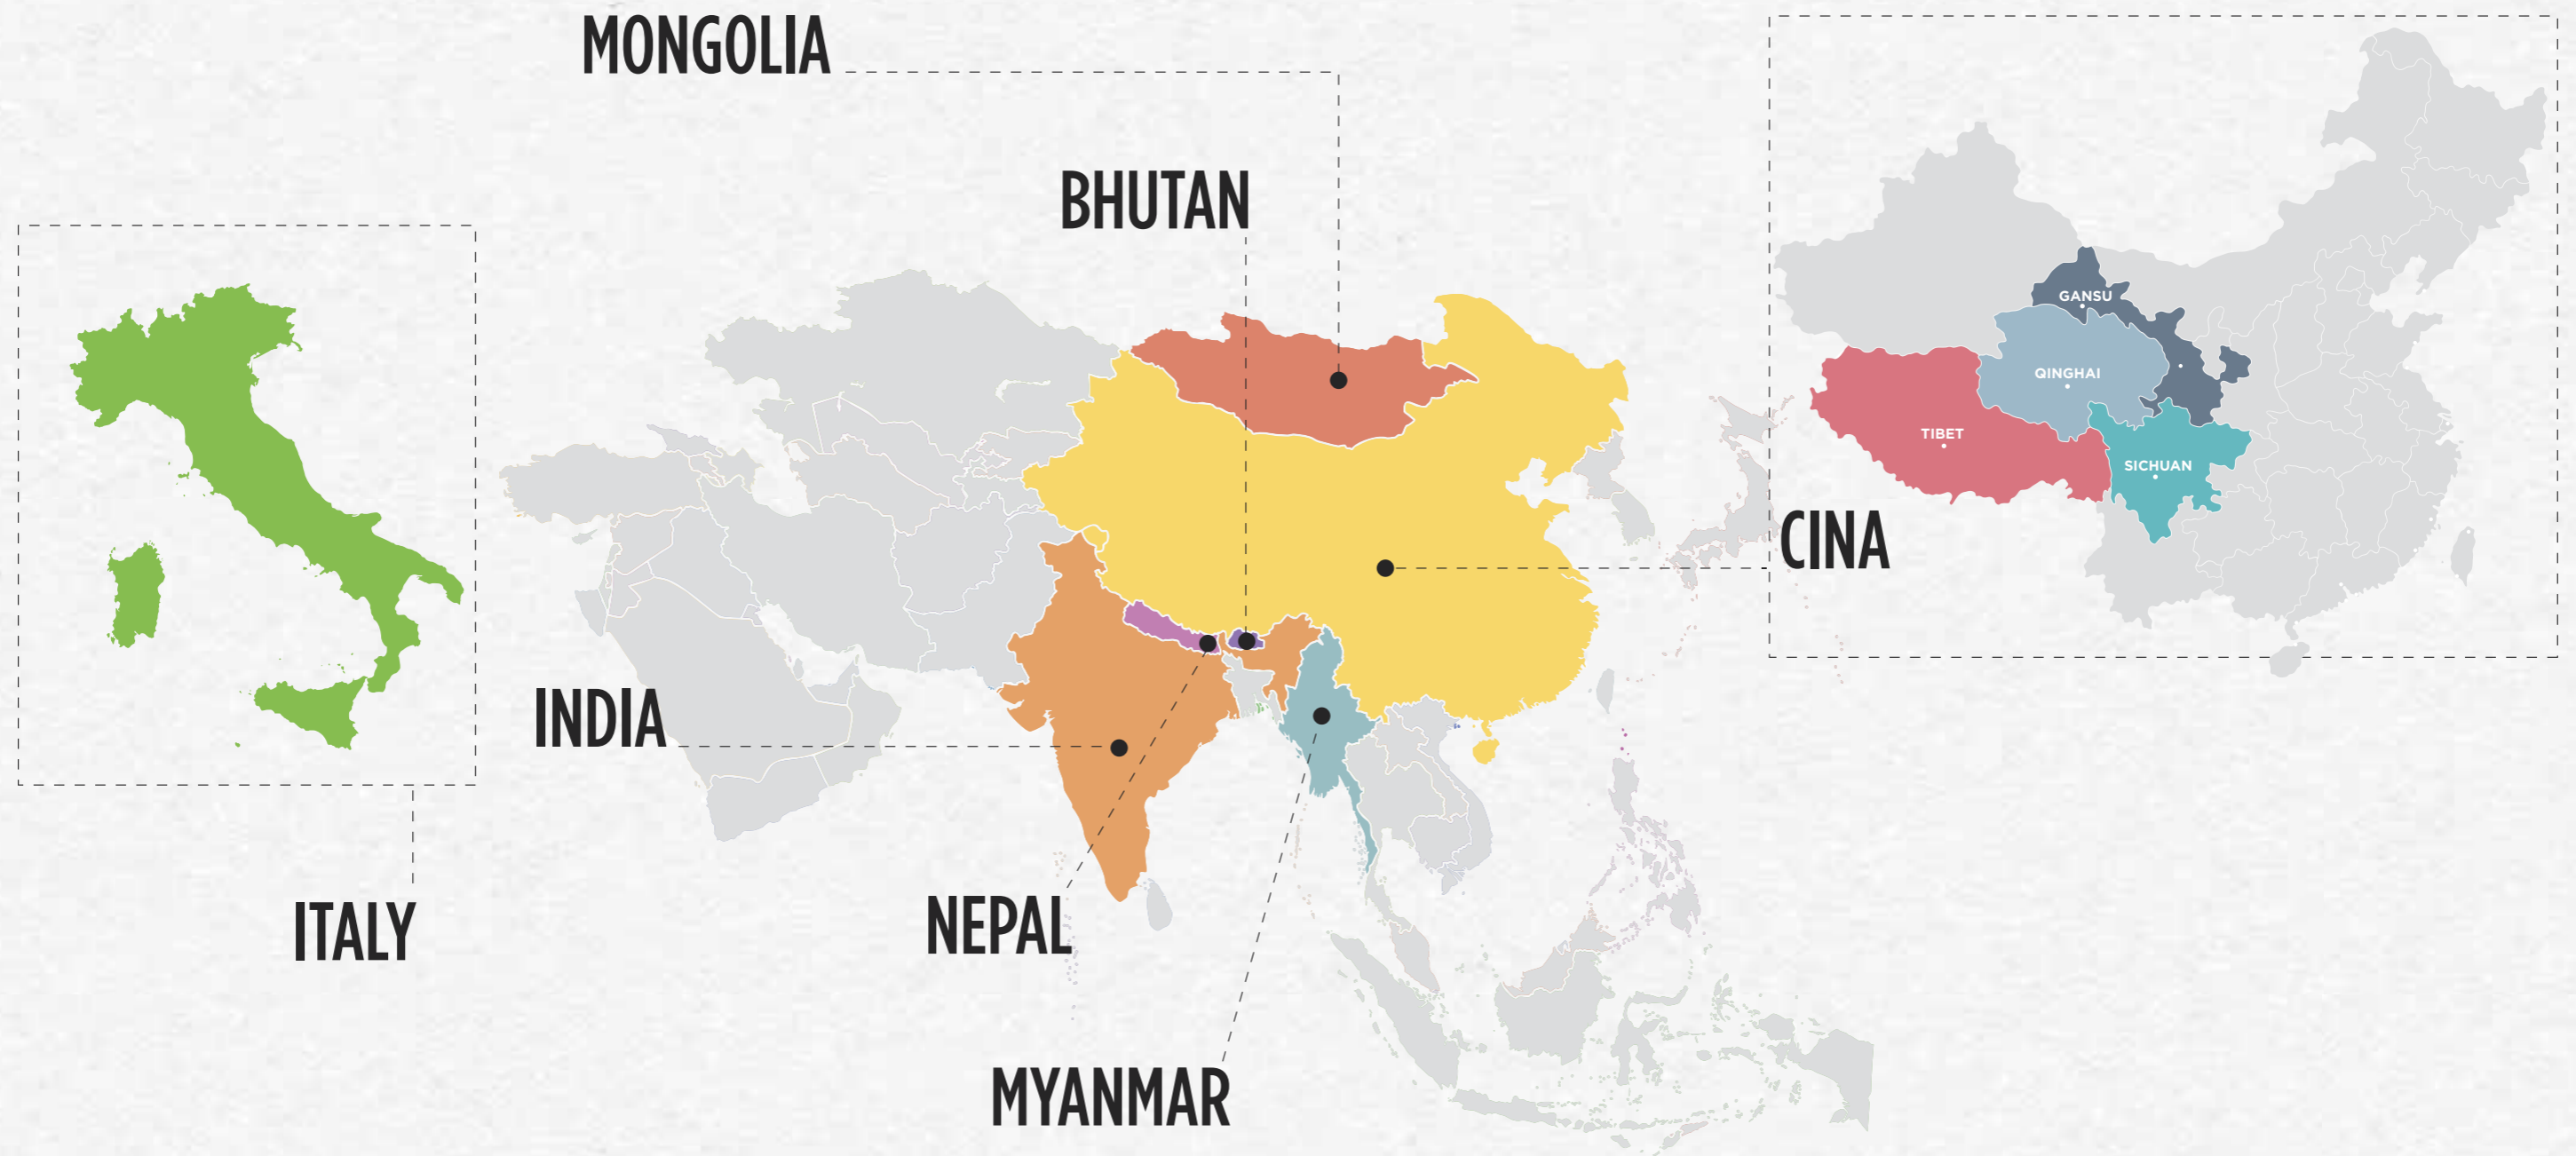 MONGOLIA
BHUTAN
GANSU
QINGHAI
TIBET
SICHUAN
CINA
INDIA
NEPAL
ITALY
MYANMAR